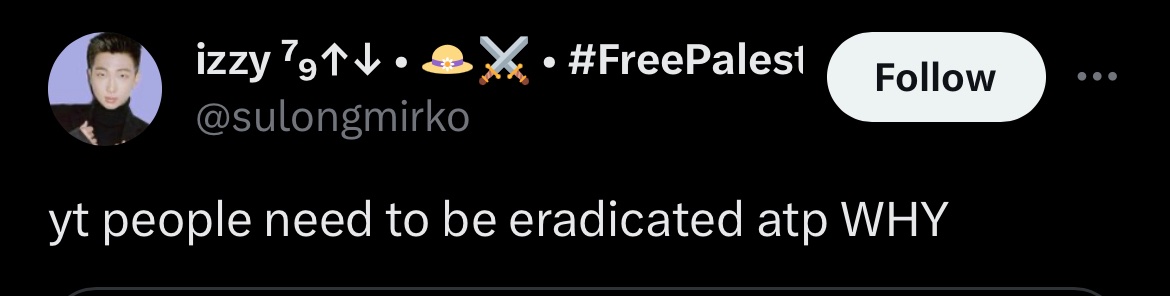 izzy ⁷₉↑↓ • 👒⚔️ • #FreePalest
Follow
@sulongmirko
yt people need to be eradicated atp WHY